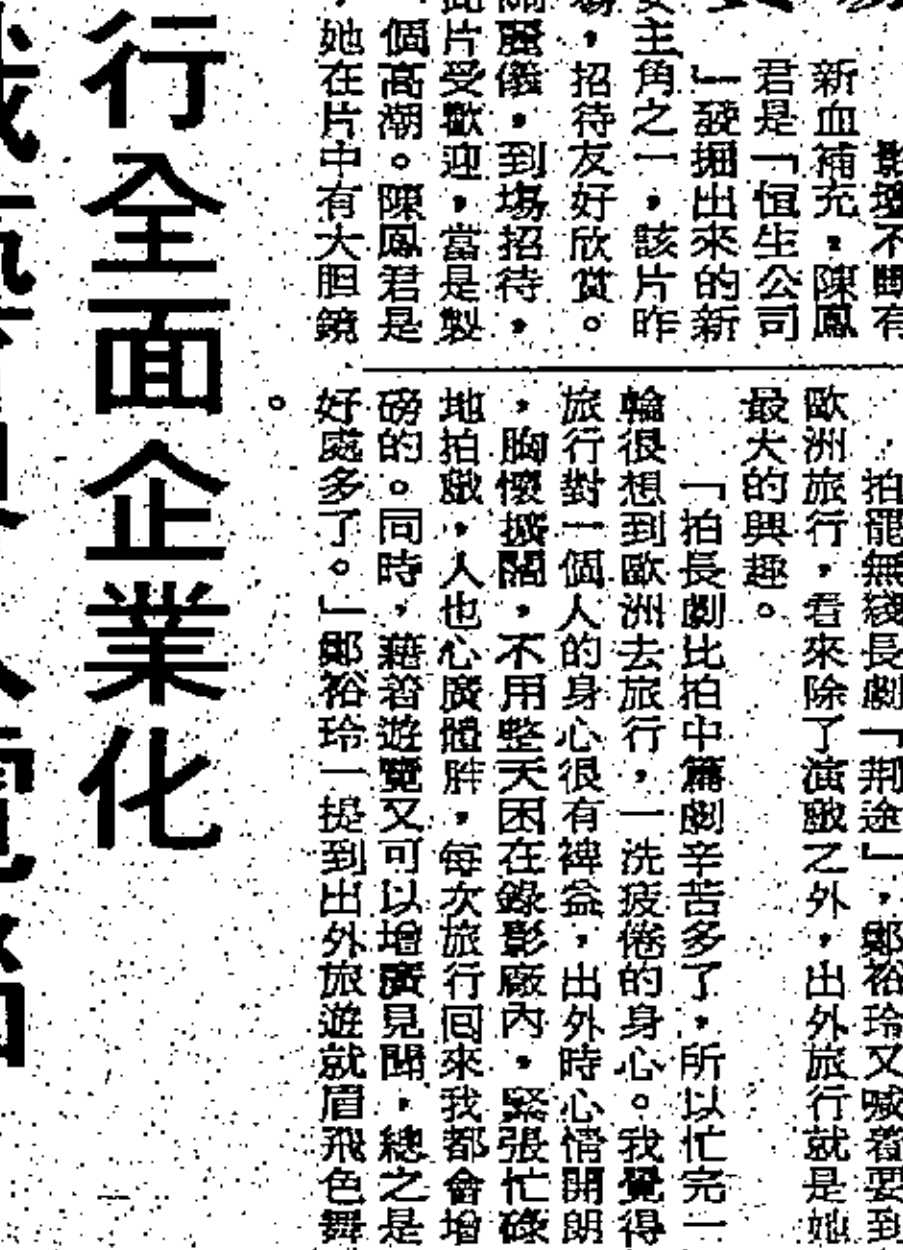 影壇不斷有
新血補充，陳鳳
君是「恒生公司
」發掘出來的新
女主角之一，該片昨
招待友好欣賞。
到場招待，
此片受歡迎，當是製
個高潮。陳鳳君是
她在片中有大胆鏡
拍罷無綫長劇「荆途」，鄭裕玲又喊着要到
歐洲旅行，看來除了演戲之外，出外旅行就是她
最大的興趣。
「拍長劇比拍中篇劇辛苦多了，所以忙完一
輪很想到歐洲去旅行，一洗疲倦的身心。我覺得
旅行對一個人的身心很有裨益，出外時心情開朗
，胸懷擴闊，不用整天困在錄影廠內，緊張忙碌
地拍戲，人也心廣體胖，每次旅行回來我都會增
磅的。同時，藉着遊覽又可以增廣見聞，總之是
好處多了。」鄭裕玲一提到出外旅遊就眉飛色舞
。
行全面企業化